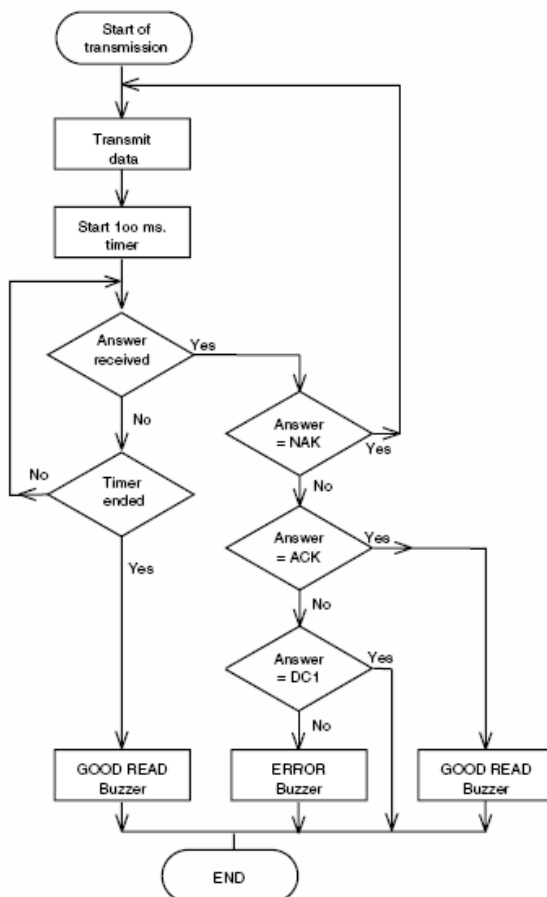 Start of
transmission
Transmit
data
Start 1oo ms.
timer
Answer
received
Yes
No
Answer
= NAK
Yes
No
Timer
ended
No
Yes
Answer
= ACK
Yes
No
Answer
= DC1
Yes
No
GOOD READ
Buzzer
ERROR
Buzzer
GOOD READ
Buzzer
END